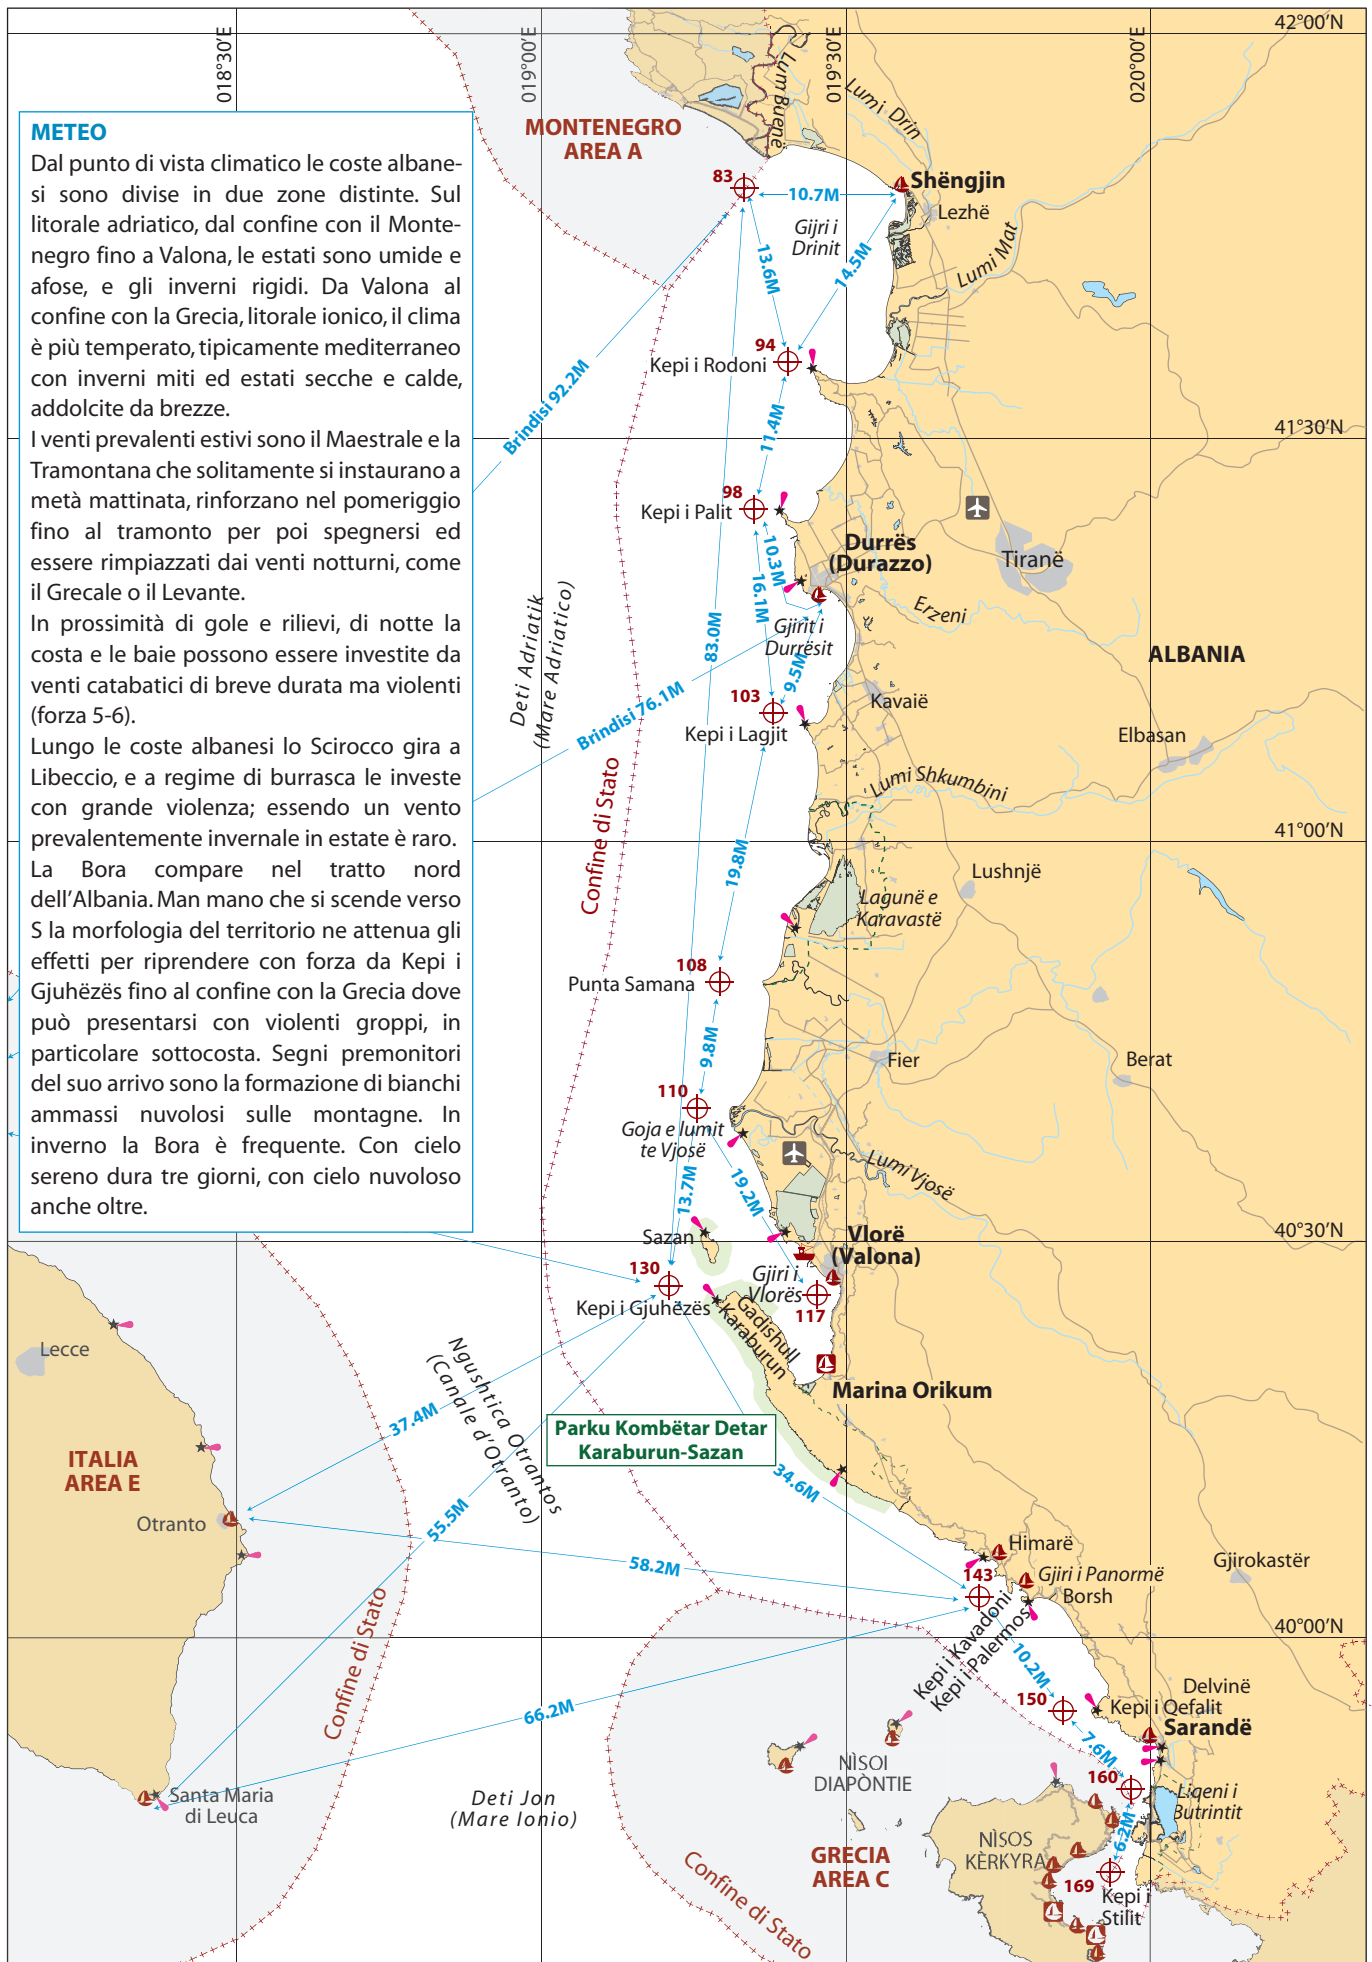 42°00'N
018°30'E
019°00'E
019°30'E
020°00'E
METEO
Dal punto di vista climatico le coste albane-
si sono divise in due zone distinte. Sul
litorale adriatico, dal confine con il Monte-
negro fino a Valona, le estati sono umide e
afose, e gli inverni rigidi. Da Valona al
confine con la Grecia, litorale ionico, il clima
è più temperato, tipicamente mediterraneo
con inverni miti ed estati secche e calde,
addolcite da brezze.
I venti prevalenti estivi sono il Maestrale e la
Tramontana che solitamente si instaurano a
metà mattinata, rinforzano nel pomeriggio
fino al tramonto per poi spegnersi ed
essere rimpiazzati dai venti notturni, come
il Grecale o il Levante.
In prossimità di gole e rilievi, di notte la
costa e le baie possono essere investite da
venti catabatici di breve durata ma violenti
(forza 5-6).
Lungo le coste albanesi lo Scirocco gira a
Libeccio, e a regime di burrasca le investe
con grande violenza; essendo un vento
prevalentemente invernale in estate è raro.
La Bora compare nel tratto nord
dell'Albania. Man mano che si scende verso
S la morfologia del territorio ne attenua gli
effetti per riprendere con forza da Kepi i
Gjuhëzës fino al confine con la Grecia dove
può presentarsi con violenti groppi, in
particolare sottocosta. Segni premonitori
del suo arrivo sono la formazione di bianchi
ammassi nuvolosi sulle montagne. In
inverno la Bora è frequente. Con cielo
sereno dura tre giorni, con cielo nuvoloso
anche oltre.
MONTENEGRO
AREA A
Lum Buenë
Lumi Drin
83
10.7M
Shëngjin
Lezhë
Gijri i
Drinit
Lumi Mat
13.6M
14.5M
94
Kepi i Rodoni
Brindisi 92.2M
11.4M
41°30'N
98
Kepi i Palit
Durrës
(Durazzo)
Tiranë
10.3M
16.1M
Erzeni
Deti Adriatik
(Mare Adriatico)
83.0M
Gjirit i
Durrësit
ALBANIA
9.5M
Brindisi 76.1M
103
Kepi i Lagjit
Kavaië
Elbasan
Lumi Shkumbini
Confine di Stato
41°00'N
19.8M
Lushnjë
Lagunë e
Karavastë
108
Punta Samana
9.8M
Fier
Berat
110
Goja e lumit
te Vjosë
Lumi Vjosë
19.2M
13.7M
Sazan
Vlorë
(Valona)
40°30'N
130
Kepi i Gjuhëzës
Gjiri i
Vlorës
117
Gadishull
Karaburun
Marina Orikum
Lecce
Ngushtica Otrantos
(Canale d'Otranto)
37.4M
Parku Kombëtar Detar
Karaburun-Sazan
34.6M
ITALIA
AREA E
Otranto
55.5M
58.2M
Himarë
143
Gjiri i Panormë
Borsh
Gjirokastër
Kepi i Kavadoni
Kepi i Palermos
40°00'N
10.2M
Confine di Stato
66.2M
150
Kepi i Qefalit
Delvinë
Sarandë
7.6M
160
Liqeni i
Butrintit
NÌSOI
DIAPÒNTIE
Santa Maria
di Leuca
Deti Jon
(Mare Ionio)
6.2M
NÌSOS
KÈRKYRA
GRECIA
AREA C
169
Kepi i
Stilit
Confine di Stato